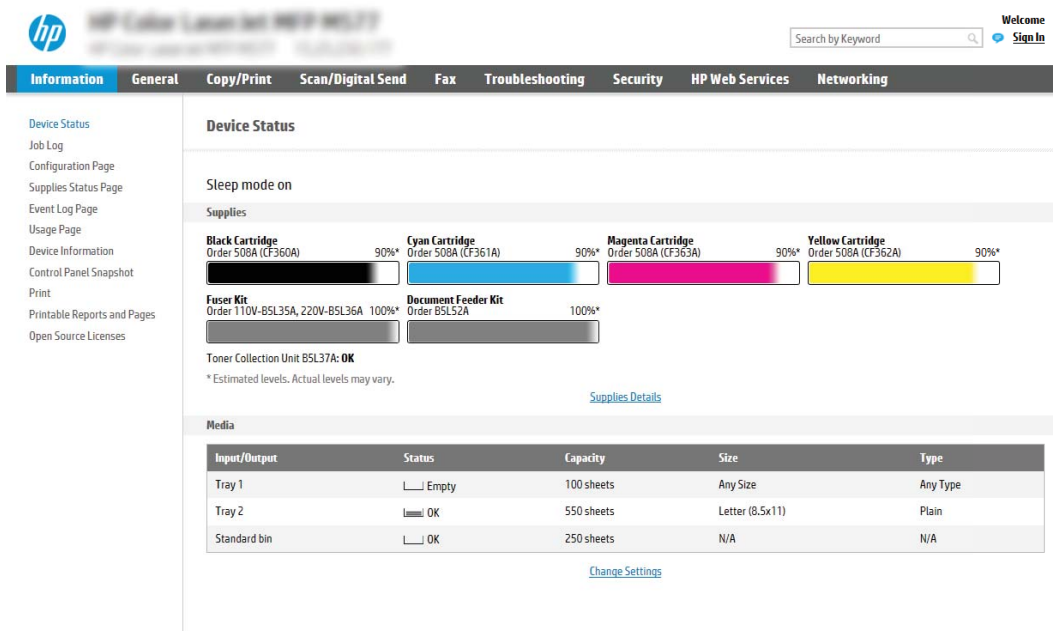 hp
Welcome
Search by Keyword
Sign In
Information General Copy/Print Scan/Digital Send Fax Troubleshooting Security HP Web Services Networking
Device Status
Job Log
Configuration Page
Supplies Status Page
Event Log Page
Usage Page
Device Information
Control Panel Snapshot
Print
Printable Reports and Pages
Open Source Licenses
Device Status
Sleep mode on
Supplies
Black Cartridge
Order 508A (CF360A) 90%*
Cyan Cartridge
Order 508A (CF361A) 90%*
Magenta Cartridge
Order 508A (CF363A) 90%*
Yellow Cartridge
Order 508A (CF362A) 90%*
Fuser Kit
Order 110V-B5L35A, 220V-B5L36A 100%*
Document Feeder Kit
Order B5L52A 100%*
Toner Collection Unit B5L37A: OK
* Estimated levels. Actual levels may vary.
Supplies Details
Media
Input/Output Status Capacity Size Type
Tray 1 Empty 100 sheets Any Size Any Type
Tray 2 OK 550 sheets Letter (8.5x11) Plain
Standard bin OK 250 sheets N/A N/A
Change Settings